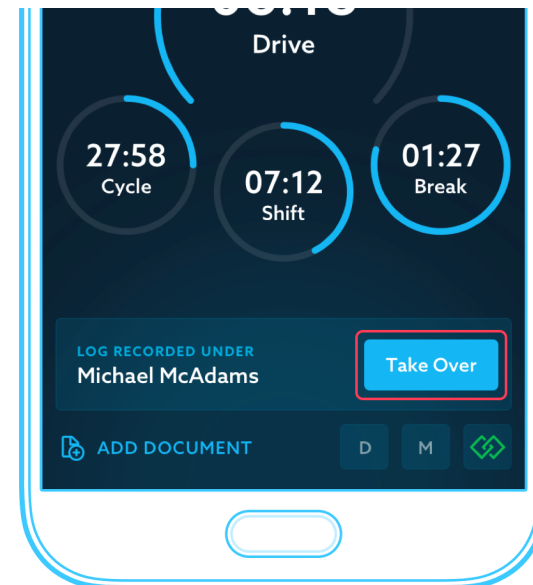 Drive
27:58
Cycle
07:12
Shift
01:27
Break
LOG RECORDED UNDER
Michael McAdams
Take Over
ADD DOCUMENT
D
M